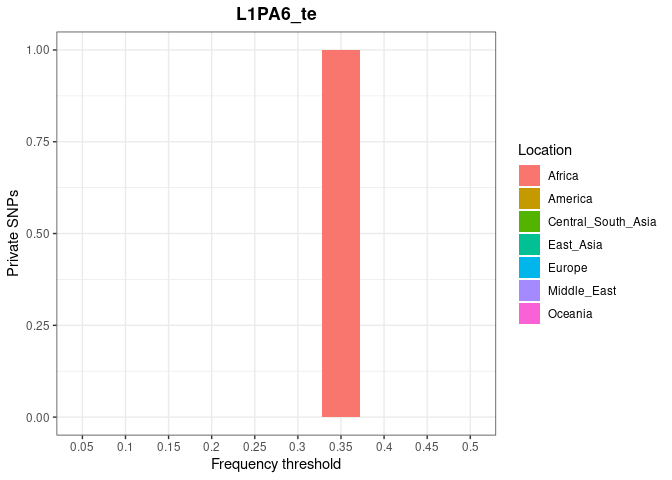 L1PA6_te
1.00
0.75
0.50
0.25
0.00
Private SNPs
0.05 0.1 0.15 0.2 0.25 0.3 0.35 0.4 0.45 0.5
Frequency threshold
Location
Africa
America
Central_South_Asia
East_Asia
Europe
Middle_East
Oceania